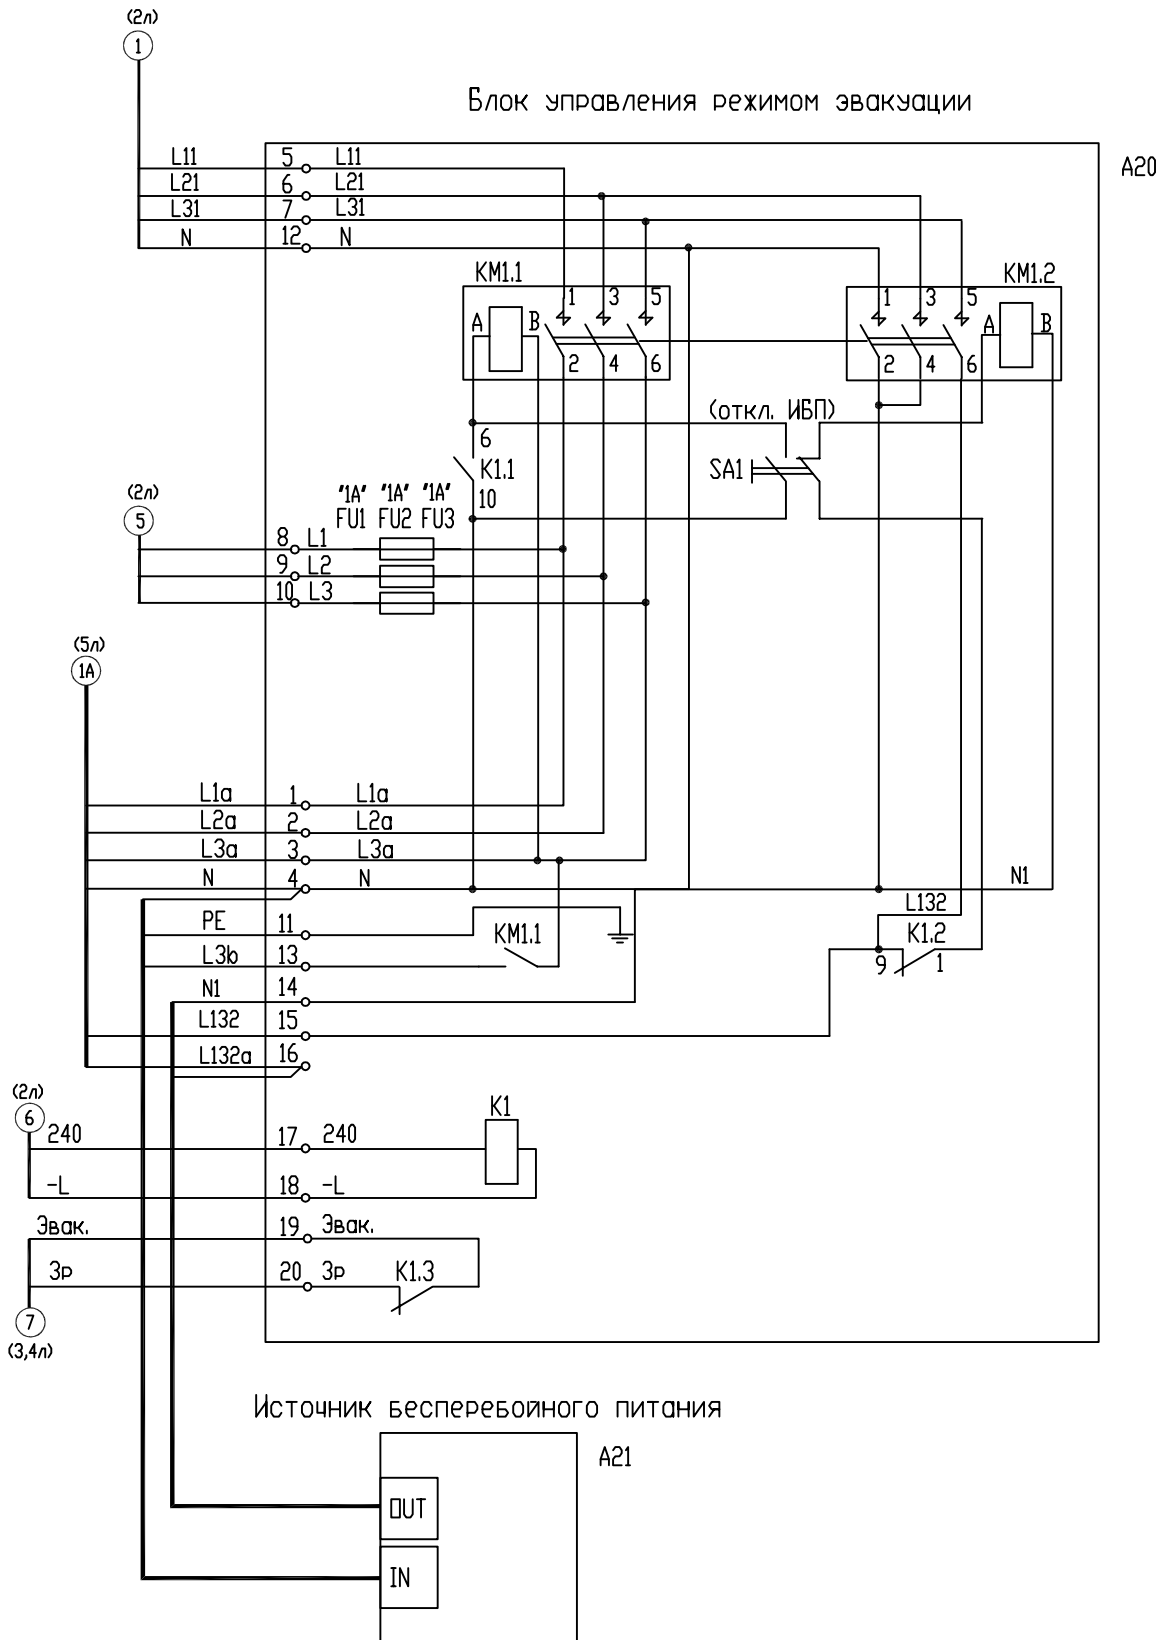 (2л)
1
Блок управления режимом эвакуации
A20
L11 5 L11
L21 6 L21
L31 7 L31
N 12 N
KM1.1
KM1.2
1 3 5
A B
2 4 6
1 3 5
A B
2 4 6
(откл. ИБП)
SA1
6
K1.1
10
(2л)
5
"1A" "1A" "1A"
FU1 FU2 FU3
8 L1
9 L2
10 L3
(5л)
1A
L1a 1 L1a
L2a 2 L2a
L3a 3 L3a
N 4 N
N1
L132
K1.2
9 1
PE 11
KM1.1
L3b 13
N1 14
L132 15
L132a 16
(2л)
6
K1
240 17 240
-L 18 -L
Эвак. 19 Эвак.
3p 20 3p
K1.3
7
(3,4л)
Источник бесперебойного питания
A21
OUT
IN